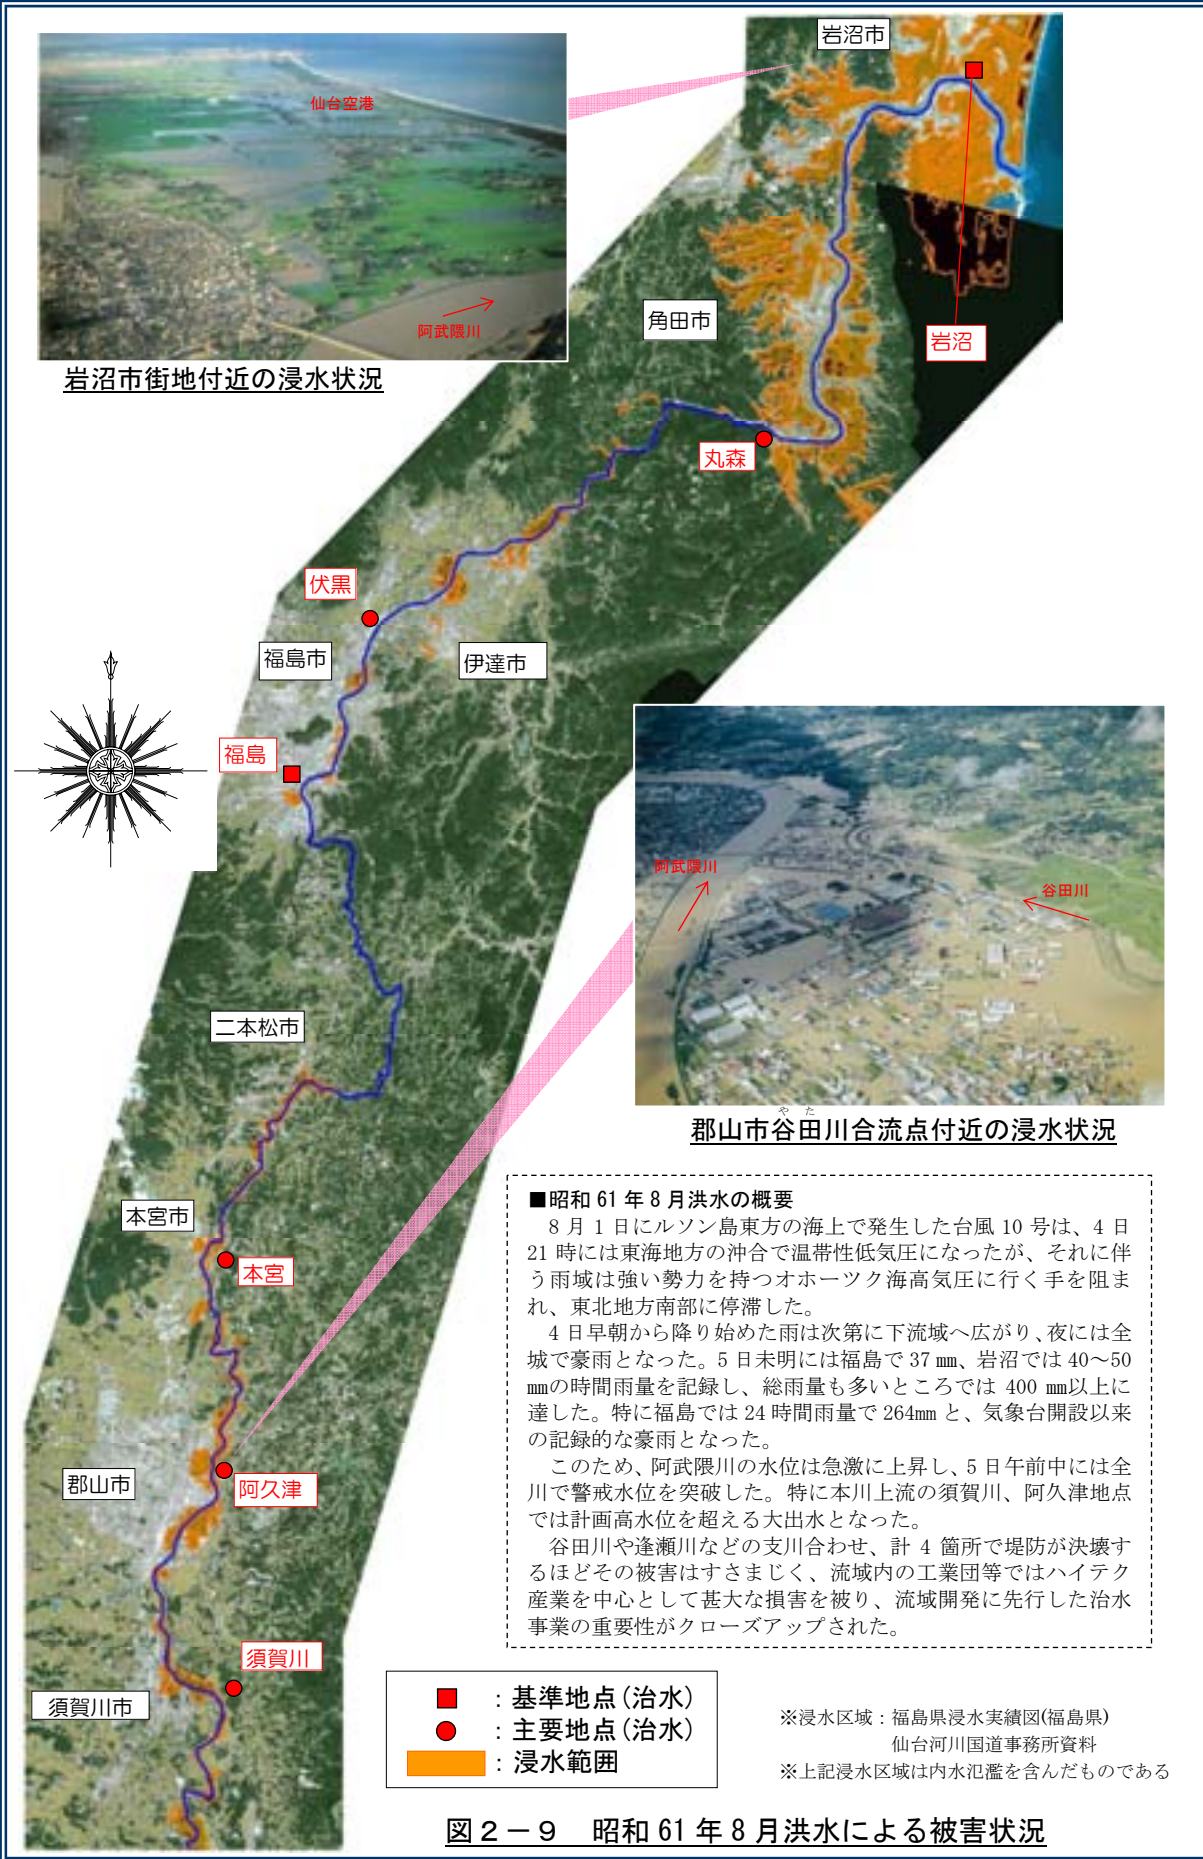 岩沼市
仙台空港
阿武隈川
岩沼市街地付近の浸水状況
角田市
岩沼
丸森
伏黒
福島市
伊達市
福島
阿武隈川
谷田川
二本松市
やた
郡山市谷田川合流点付近の浸水状況
本宮市
本宮
郡山市
阿久津
須賀川
須賀川市
■昭和61年8月洪水の概要
8月1日にルソン島東方の海上で発生した台風10号は、4日
21時には東海地方の沖合で温帯性低気圧になったが、それに伴
う雨域は強い勢力を持つオホーツク海高気圧に行く手を阻ま
れ、東北地方南部に停滞した。
4日早朝から降り始めた雨は次第に下流域へ広がり、夜には全
城で豪雨となった。5日未明には福島で37㎜、岩沼では40～50
㎜の時間雨量を記録し、総雨量も多いところでは400㎜以上に
達した。特に福島では24時間雨量で264mmと、気象台開設以来
の記録的な豪雨となった。
このため、阿武隈川の水位は急激に上昇し、5日午前中には全
川で警戒水位を突破した。特に本川上流の須賀川、阿久津地点
では計画高水位を超える大出水となった。
谷田川や逢瀬川などの支川合わせ、計4箇所で堤防が決壊す
るほどその被害はすさまじく、流域内の工業団等ではハイテク
産業を中心として甚大な損害を被り、流域開発に先行した治水
事業の重要性がクローズアップされた。
：基準地点(治水)
：主要地点(治水)
：浸水範囲
※浸水区域：福島県浸水実績図(福島県)
仙台河川国道事務所資料
※上記浸水区域は内水氾濫を含んだものである
図２－９　昭和61年8月洪水による被害状況